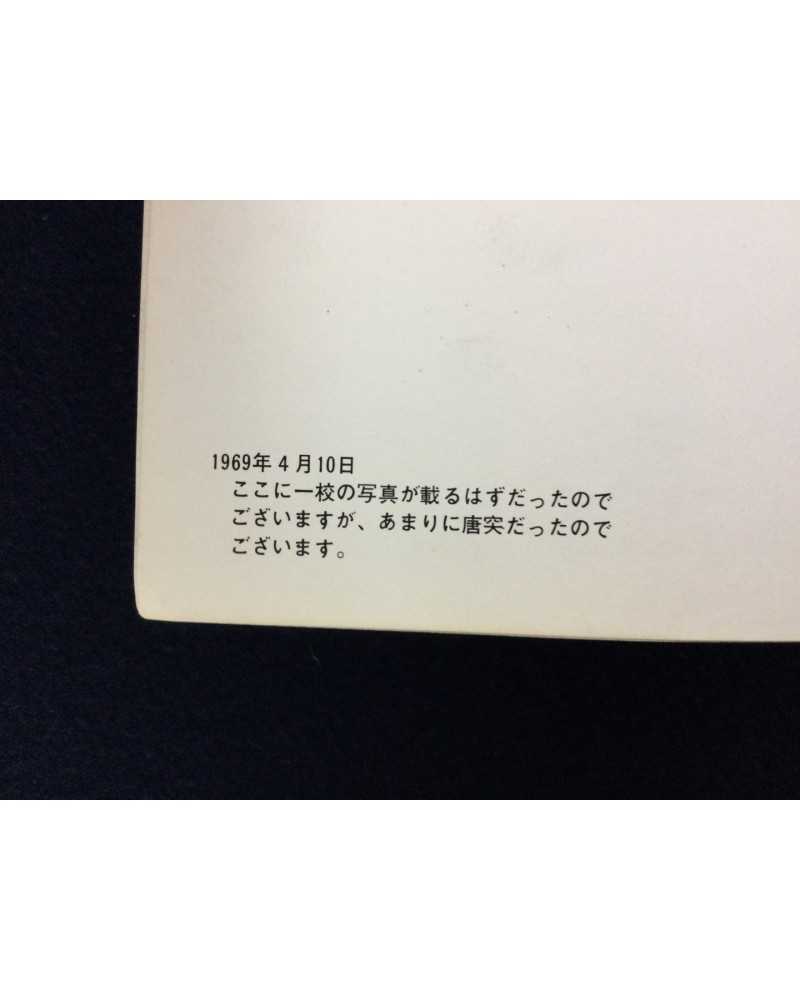 1969年4月10日
ここに一校の写真が載るはずだったので
ございますが、あまりに唐突だったので
ございます。